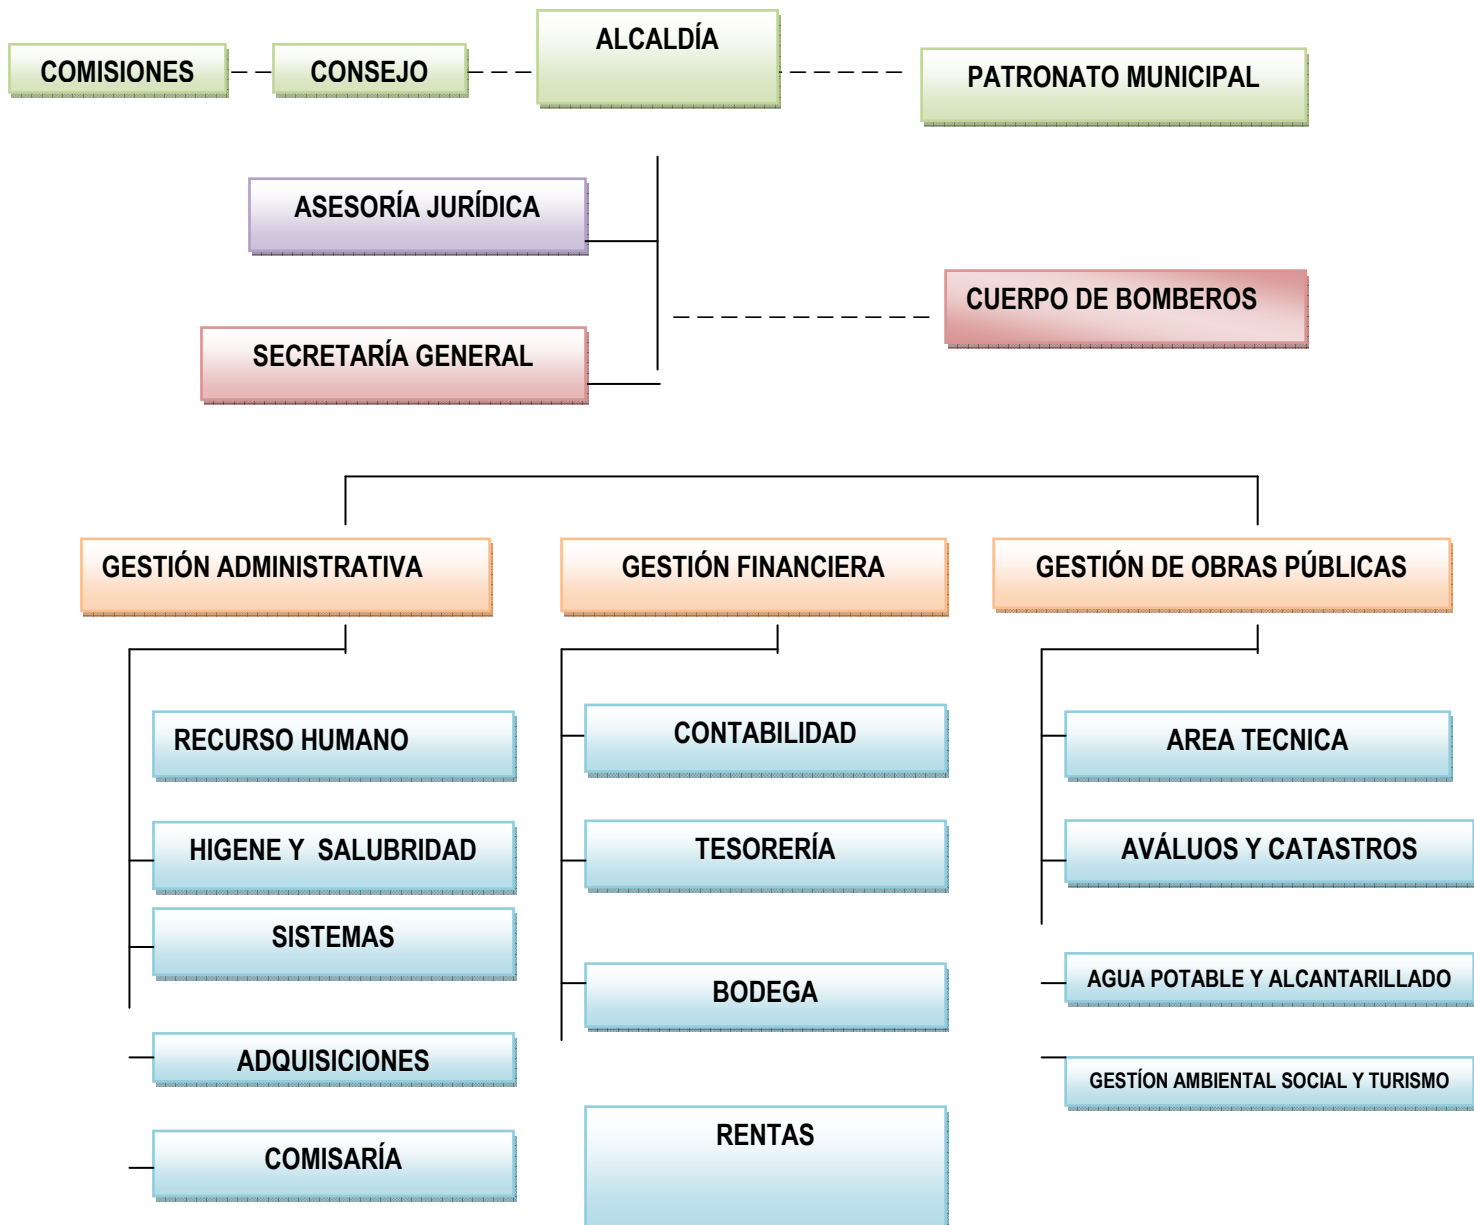 COMISIONES
CONSEJO
ALCALDÍA
PATRONATO MUNICIPAL
ASESORÍA JURÍDICA
CUERPO DE BOMBEROS
SECRETARÍA GENERAL
GESTIÓN ADMINISTRATIVA
GESTIÓN FINANCIERA
GESTIÓN DE OBRAS PÚBLICAS
RECURSO HUMANO
HIGENE Y SALUBRIDAD
SISTEMAS
ADQUISICIONES
COMISARÍA
CONTABILIDAD
TESORERÍA
BODEGA
RENTAS
AREA TECNICA
AVÁLUOS Y CATASTROS
AGUA POTABLE Y ALCANTARILLADO
GESTÍON AMBIENTAL SOCIAL Y TURISMO